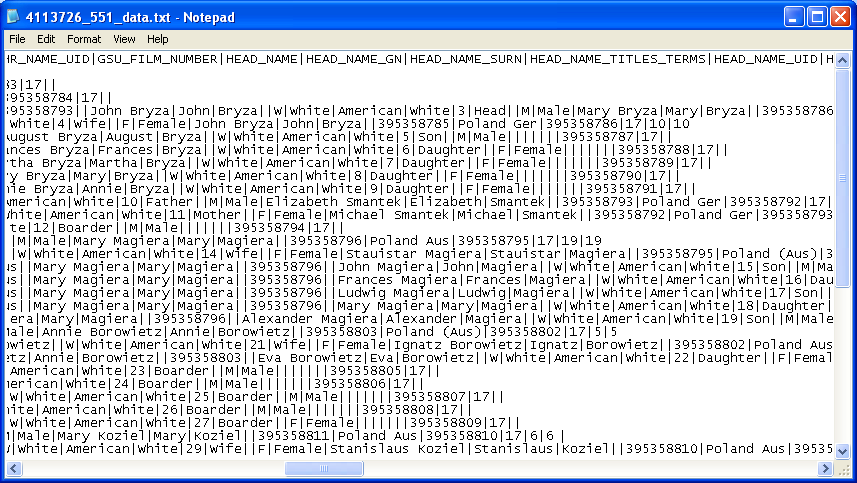 4113726_551_data.txt - Notepad
File Edit Format View Help
HR_NAME_UID|GSU_FILM_NUMBER|HEAD_NAME|HEAD_NAME_GN|HEAD_NAME_SURN|HEAD_NAME_TITLES_TERMS|HEAD_NAME_UID|H
83|17||
395358784|17||
395358793||John Bryza|John|Bryza||W|White|American|White|3|Head||M|Male|Mary Bryza|Mary|Bryza||395358786
White|4|Wife||F|Female|John Bryza|John|Bryza||395358785|Poland Ger|395358786|17|10|10
August Bryza|August|Bryza||W|White|American|White|5|Son||M|Male|||||||395358787|17||
ances Bryza|Frances|Bryza||W|White|American|White|6|Daughter||F|Female|||||||395358788|17||
rtha Bryza|Martha|Bryza||W|White|American|White|7|Daughter||F|Female|||||||395358789|17||
ry Bryza|Mary|Bryza||W|White|American|White|8|Daughter||F|Female|||||||395358790|17||
nie Bryza|Annie|Bryza||W|White|American|White|9|Daughter||F|Female|||||||395358791|17||
American|White|10|Father||M|Male|Elizabeth Smantek|Elizabeth|Smantek||395358793|Poland Ger|395358792|17|
White|American|White|11|Mother||F|Female|Michael Smantek|Michael|Smantek||395358792|Poland Ger|395358793
ite|12|Boarder||M|Male|||||||395358794|17||
|M|Male|Mary Magiera|Mary|Magiera||395358796|Poland Aus|395358795|17|19|19
|W|White|American|White|14|Wife||F|Female|Stauistar Magiera|Stauistar|Magiera||395358795|Poland (Aus)|3
us||Mary Magiera|Mary|Magiera||395358796||John Magiera|John|Magiera||W|White|American|White|15|Son||M|Ma
us||Mary Magiera|Mary|Magiera||395358796||Frances Magiera|Frances|Magiera||W|White|American|White|16|Dau
us||Mary Magiera|Mary|Magiera||395358796||Ludwig Magiera|Ludwig|Magiera||W|White|American|White|17|Son||
us||Mary Magiera|Mary|Magiera||395358796||Mary Magiera|Mary|Magiera||W|White|American|White|18|Daughter|
iera|Mary|Magiera||395358796||Alexander Magiera|Alexander|Magiera||W|White|American|White|19|Son||M|Male
Male|Annie Borowietz|Annie|Borowietz||395358803|Poland (Aus)|395358802|17|5|5
owietz||W|White|American|White|21|Wife||F|Female|Ignatz Borowietz|Ignatz|Borowietz||395358802|Poland Aus
etz|Annie|Borowietz||395358803||Eva Borowietz|Eva|Borowietz||W|White|American|White|22|Daughter||F|Femal
American|White|23|Boarder||M|Male|||||||395358805|17||
merican|White|24|Boarder||M|Male|||||||395358806|17||
W|White|American|White|25|Boarder||M|Male|||||||395358807|17||
hite|American|White|26|Boarder||M|Male|||||||395358808|17||
W|White|American|White|27|Boarder||F|Female|||||||395358809|17||
M|Male|Mary Koziel|Mary|Koziel||395358811|Poland Aus|395358810|17|6|6 |
W|White|American|White|29|Wife||F|Female|Stanislaus Koziel|Stanislaus|Koziel||395358810|Poland Aus|39535